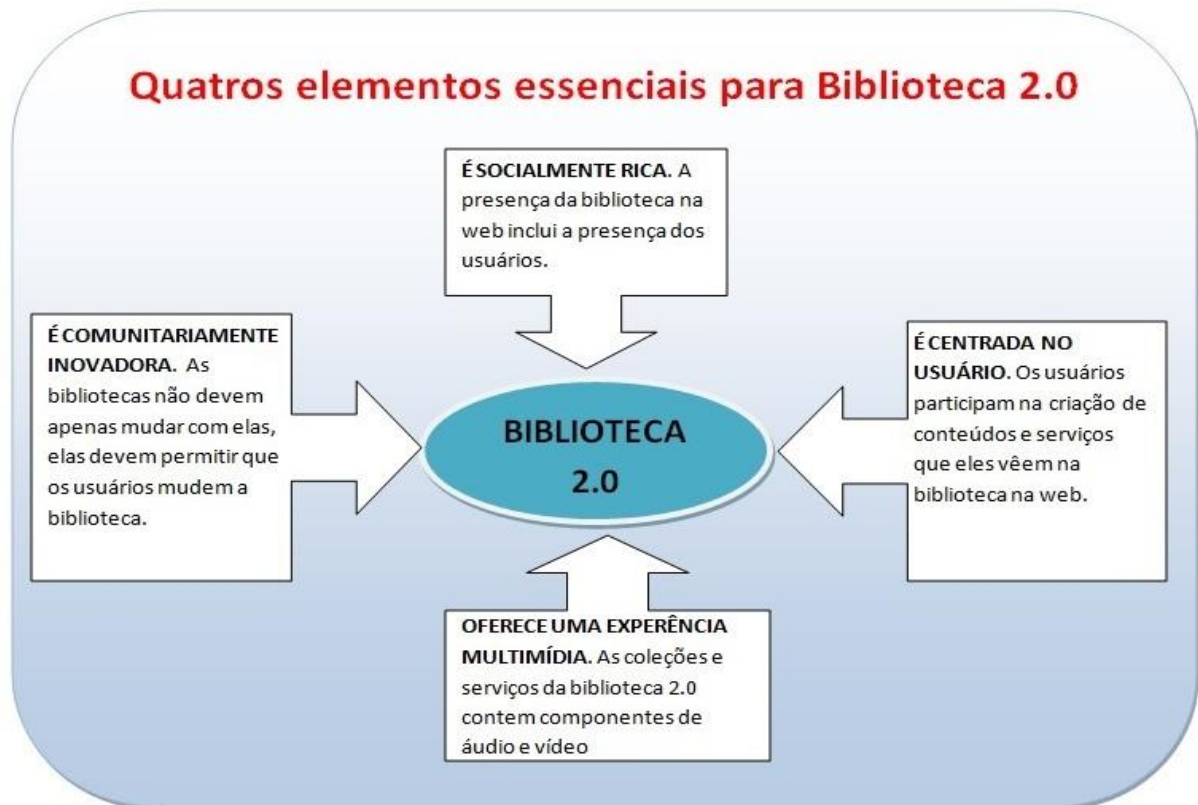 Quatros elementos essenciais para Biblioteca 2.0
É SOCIALMENTE RICA. A
presença da biblioteca na
web inclui a presença dos
usuários.
É COMUNITARIAMENTE
INOVADORA. As
bibliotecas não devem
apenas mudar com elas,
elas devem permitir que
os usuários mudem a
biblioteca.
BIBLIOTECA
2.0
É CENTRADA NO
USUÁRIO. Os usuários
participam na criação de
conteúdos e serviços
que eles vêem na
biblioteca na web.
OFERECE UMA EXPERÊNCIA
MULTIMÍDIA. As coleções e
serviços da biblioteca 2.0
contem componentes de
áudio e vídeo